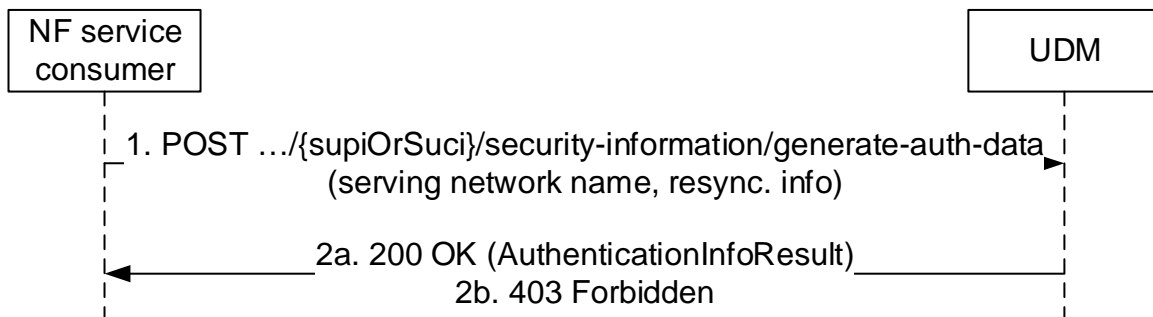 NF service
consumer
UDM
1. POST …/{supiOrSuci}/security-information/generate-auth-data
(serving network name, resync. info)
2a. 200 OK (AuthenticationInfoResult)
2b. 403 Forbidden